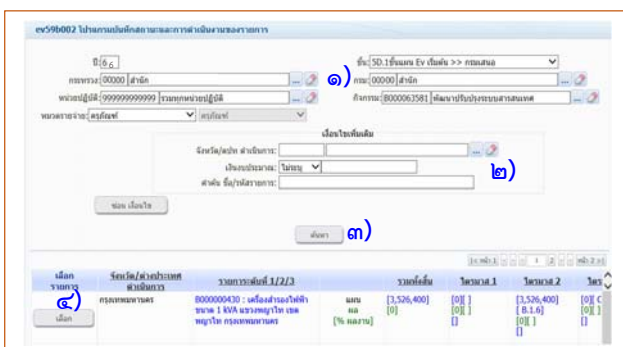 ev59b002 โปรแกรมบันทึกสถานะและการดำเนินงานของรายการ
ปี: 66 ชั้น: 5D.1ชั้นแผน Ev เริ่มต้น >> กรมเสนอ
กระทรวง: 00000 สำนัก ... ๑) กรม: 00000 สำนัก ...
หน่วยปฏิบัติ: 999999999999 รวมทุกหน่วยปฏิบัติ ... กิจกรรม: B000063581 พัฒนาปรับปรุงระบบสารสนเทศ ...
หมวดรายจ่าย: ครุภัณฑ์ ครุภัณฑ์
เงื่อนไขเพิ่มเติม
จังหวัด/ตปท ดำเนินการ: ...
เงินงบประมาณ: ไม่ระบุ ๒)
คำค้น ชื่อ/รหัสรายการ:
ซ่อน เงื่อนไข
ค้นหา ๓)
|< หน้า 1 1 2 หน้า 2 >|
เลือก รายการ จังหวัด/ต่างประเทศ ดำเนินการ รายการระดับที่ 1/2/3 รวมทั้งสิ้น ไตรมาส 1 ไตรมาส 2 ไตร
๔) กรุงเทพมหานคร B000000430 : เครื่องสำรองไฟฟ้า แผน [3,526,400] [0][ ] [3,526,400] [0][
ขนาด 1 kVA แขวงพญาไท เขต ผล [0] [0][ ] [ B.1.6] [0][
เลือก พญาไท กรุงเทพมหานคร [% ผลงาน] [] [0][ ] []
[]